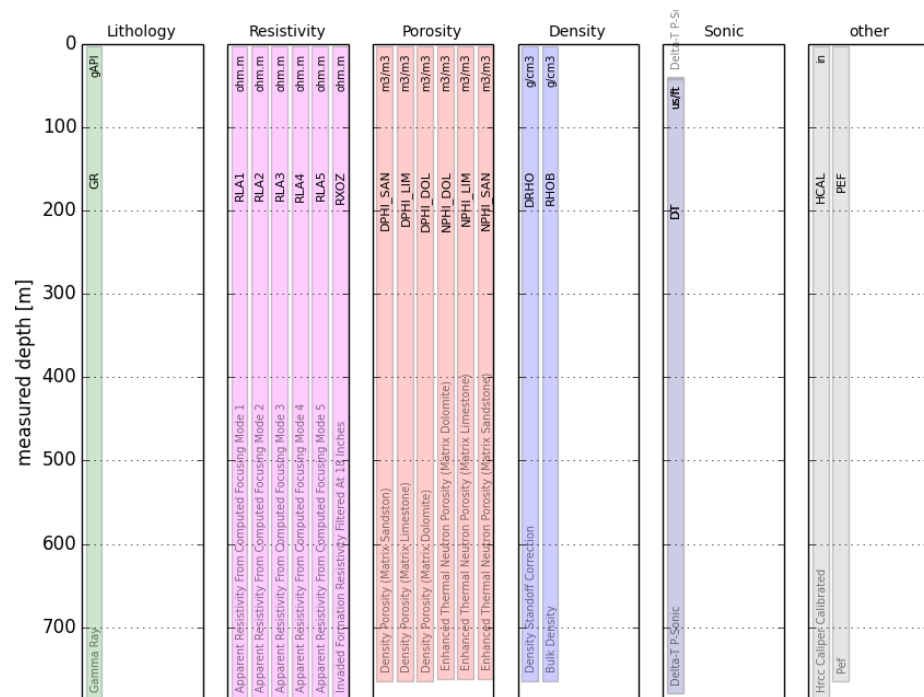 Lithology
Resistivity
Porosity
Density
Sonic
other
measured depth [m]
0
100
200
300
400
500
600
700
gAPI
GR
Gamma Ray
ohm.m
RLA1
Apparent Resistivity From Computed Focusing Mode 1
ohm.m
RLA2
Apparent Resistivity From Computed Focusing Mode 2
ohm.m
RLA3
Apparent Resistivity From Computed Focusing Mode 3
ohm.m
RLA4
Apparent Resistivity From Computed Focusing Mode 4
ohm.m
RLA5
Apparent Resistivity From Computed Focusing Mode 5
ohm.m
RXOZ
Invaded Formation Resistivity Filtered At 18 Inches
m3/m3
DPHI_SAN
Density Porosity (Matrix Sandston)
m3/m3
DPHI_LIM
Density Porosity (Matrix Limestone)
m3/m3
DPHI_DOL
Density Porosity (Matrix Dolomite)
m3/m3
NPHI_DOL
Enhanced Thermal Neutron Porosity (Matrix Dolomite)
m3/m3
NPHI_LIM
Enhanced Thermal Neutron Porosity (Matrix Limestone)
m3/m3
NPHI_SAN
Enhanced Thermal Neutron Porosity (Matrix Sandstone)
g/cm3
DRHO
Density Standoff Correction
g/cm3
RHOB
Bulk Density
Delta-T P-S
us/ft
DT
Delta-T P-Sonic
in
HCAL
Hrcc Caliper Calibrated
PEF
Pef